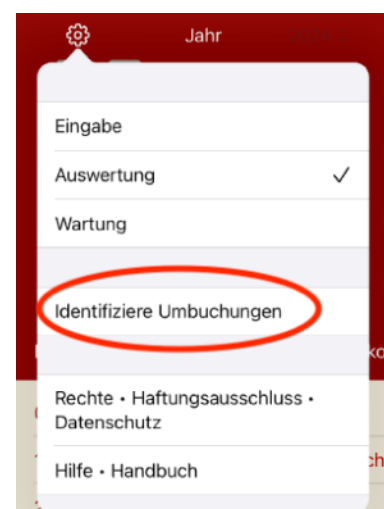 Jahr
Eingabe
Auswertung
Wartung
Identifiziere Umbuchungen
Rechte • Haftungsausschluss •
Datenschutz
Hilfe • Handbuch